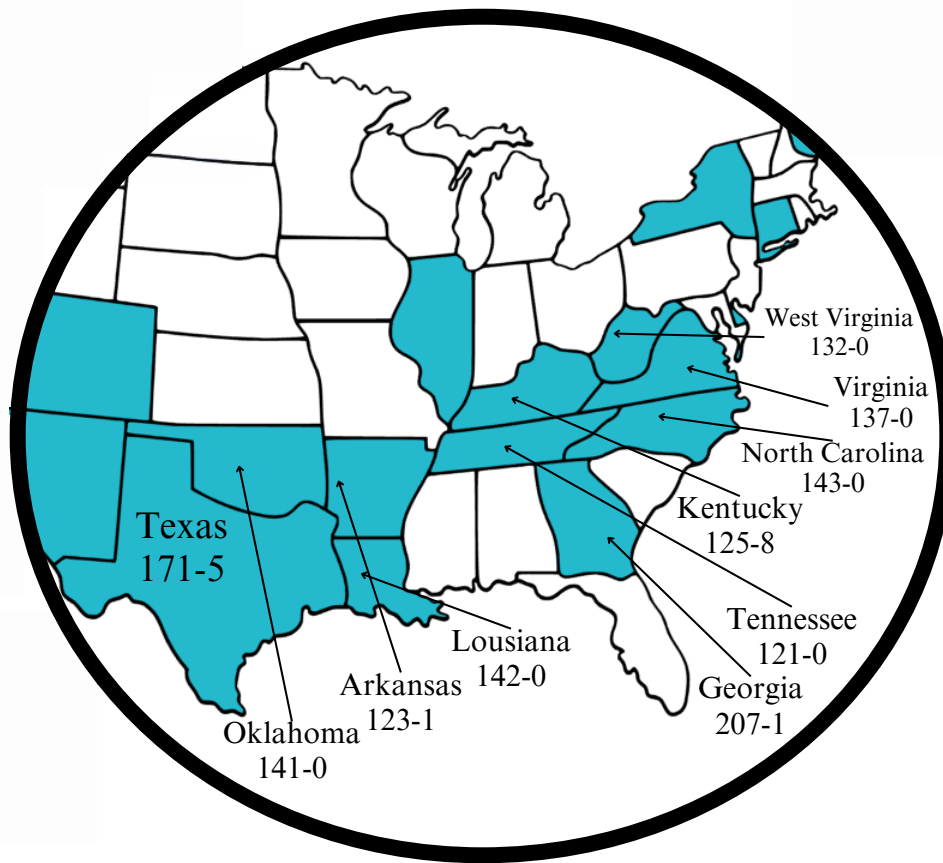 West Virginia
132-0
Virginia
137-0
North Carolina
143-0
Kentucky
125-8
Texas
171-5
Tennessee
121-0
Lousiana
142-0
Georgia
207-1
Arkansas
123-1
Oklahoma
141-0